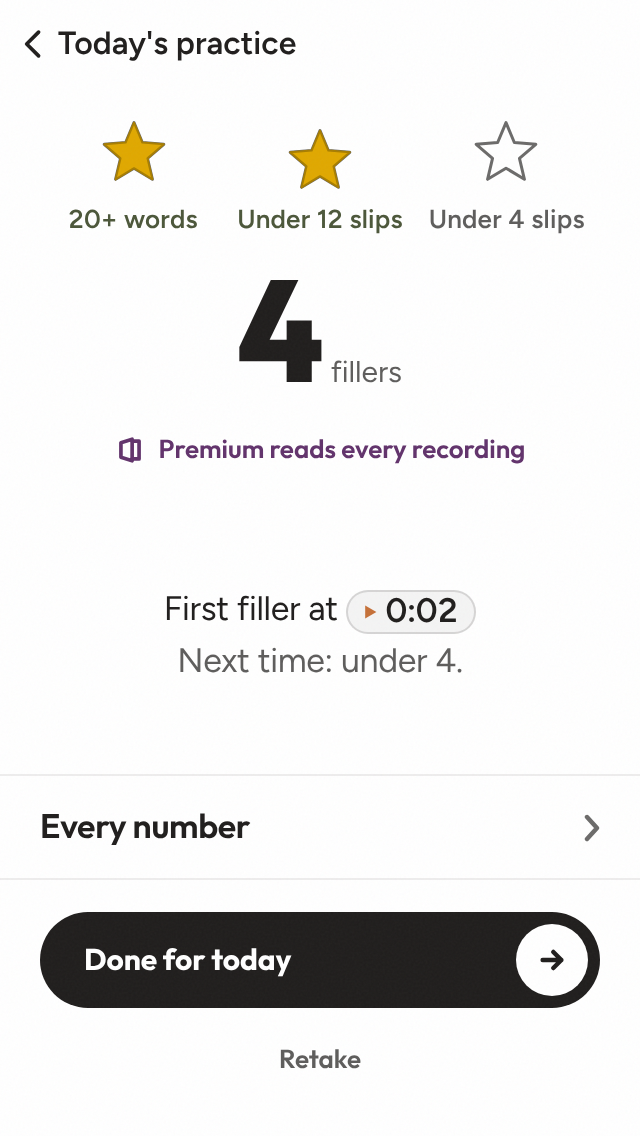 Today's practice
20+ words
Under 12 slips
Under 4 slips
4 fillers
Premium reads every recording
First filler at 0:02
Next time: under 4.
Every number
Done for today
Retake